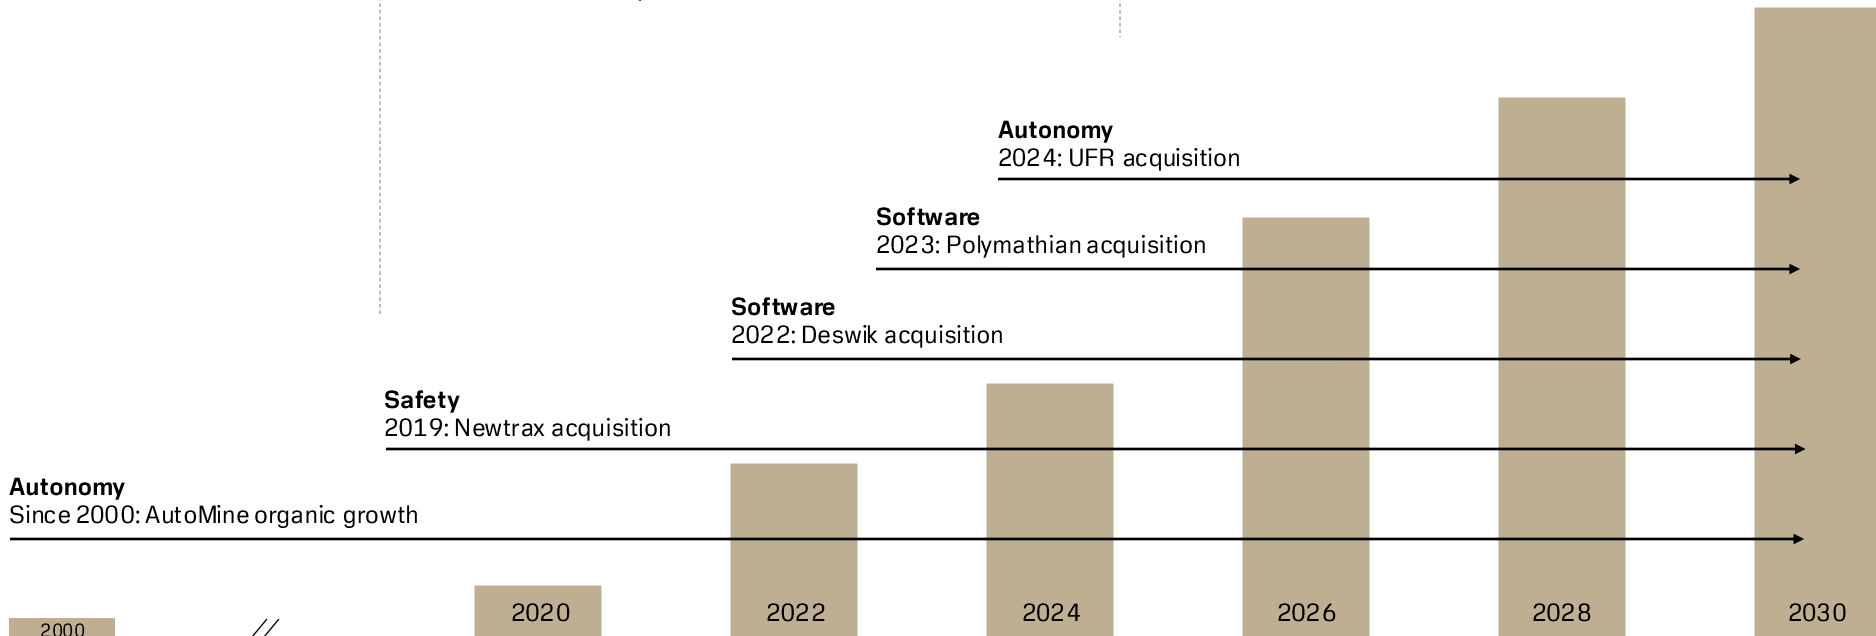 Autonomy
2024: UFR acquisition
Software
2023: Polymathian acquisition
Software
2022: Deswik acquisition
Safety
2019: Newtrax acquisition
Autonomy
Since 2000: AutoMine organic growth
2000
2020
2022
2024
2026
2028
2030